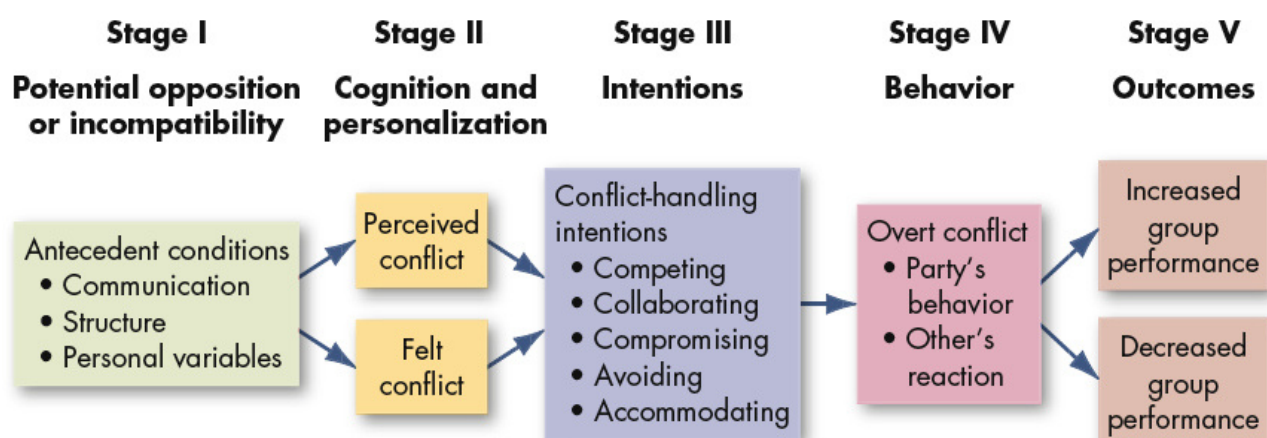 Stage I
Potential opposition
or incompatibility
Stage II
Cognition and
personalization
Stage III
Intentions
Stage IV
Behavior
Stage V
Outcomes
Antecedent conditions
• Communication
• Structure
• Personal variables
Perceived
conflict
Felt
conflict
Conflict-handling
intentions
• Competing
• Collaborating
• Compromising
• Avoiding
• Accommodating
Overt conflict
• Party's
behavior
• Other's
reaction
Increased
group
performance
Decreased
group
performance